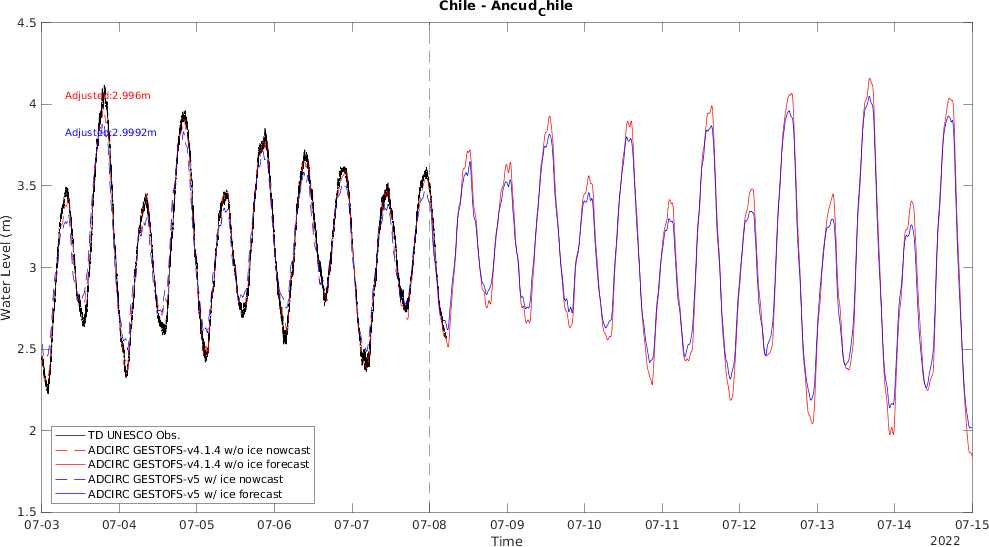 Chile - Ancud_Chile
4.5
4
3.5
3
2.5
2
1.5
Water Level (m)
Adjusted:2.996m
Adjusted:2.9992m
TD UNESCO Obs.
ADCIRC GESTOFS-v4.1.4 w/o ice nowcast
ADCIRC GESTOFS-v4.1.4 w/o ice forecast
ADCIRC GESTOFS-v5 w/ ice nowcast
ADCIRC GESTOFS-v5 w/ ice forecast
07-03 07-04 07-05 07-06 07-07 07-08 07-09 07-10 07-11 07-12 07-13 07-14 07-15
Time
2022